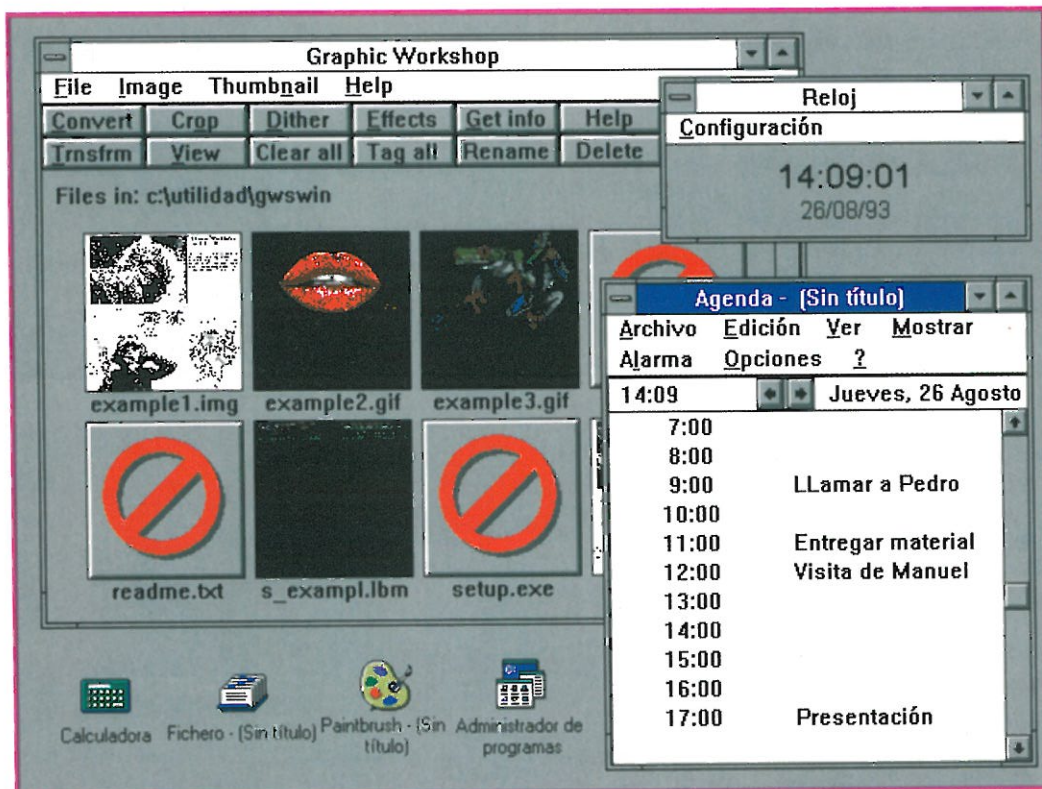 Graphic Workshop
File Image Thumbnail Help
Convert Crop Dither Effects Get info Help
Trnsfrm View Clear all Tag all Rename Delete
Files in: c:\utilidad\gwswin
example1.img example2.gif example3.gif
readme.txt s_exampl.lbm setup.exe
Reloj
Configuración
14:09:01
26/08/93
Agenda - (Sin título)
Archivo Edición Ver Mostrar
Alarma Opciones ?
14:09 Jueves, 26 Agosto
7:00
8:00
9:00 LLamar a Pedro
10:00
11:00 Entregar material
12:00 Visita de Manuel
13:00
14:00
15:00
16:00
17:00 Presentación
Calculadora
Fichero - (Sin título)
Paintbrush - (Sin
título)
Administrador de
programas